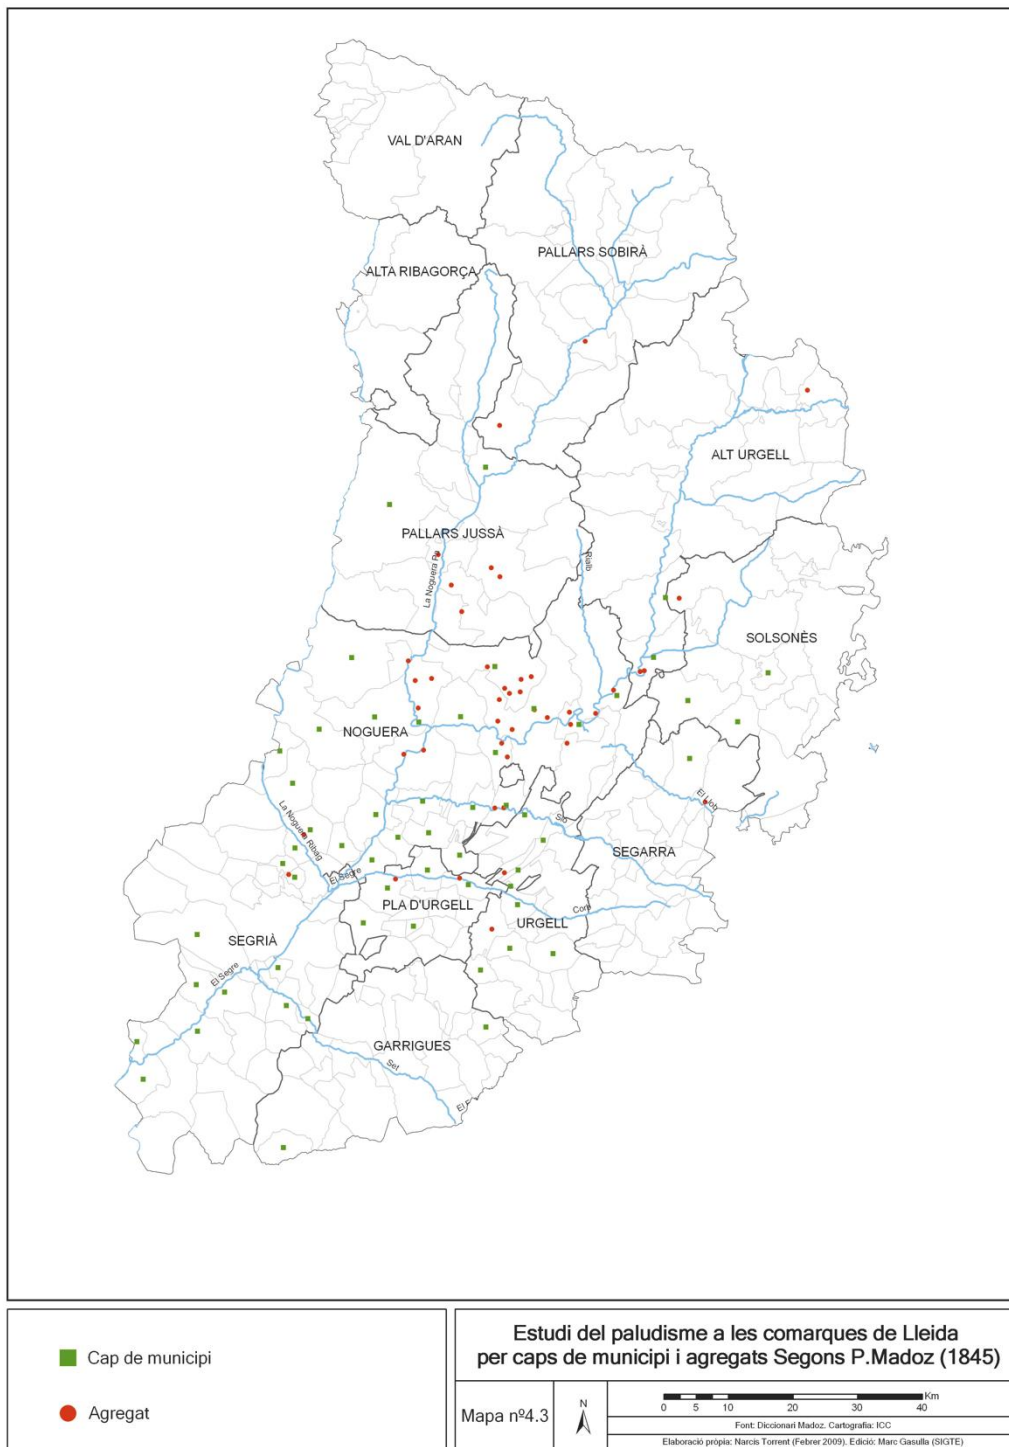 VAL D'ARAN
PALLARS SOBIRÀ
ALTA RIBAGORÇA
ALT URGELL
PALLARS JUSSÀ
La Noguera Pa
Rialb
SOLSONÈS
NOGUERA
El Llob
La Noguera Ribag
Sió
SEGARRA
El Segre
PLA D'URGELL
Corb
URGELL
SEGRIÀ
El Segre
GARRIGUES
Set
Cap de municipi
Agregat
Estudi del paludisme a les comarques de Lleida
per caps de municipi i agregats Segons P.Madoz (1845)
Mapa nº4.3
N
Km
0 5 10 20 30 40
Font: Diccionari Madoz. Cartografia: ICC
Elaboració pròpia: Narcís Torrent (Febrer 2009). Edició: Marc Gasulla (SIGTE)